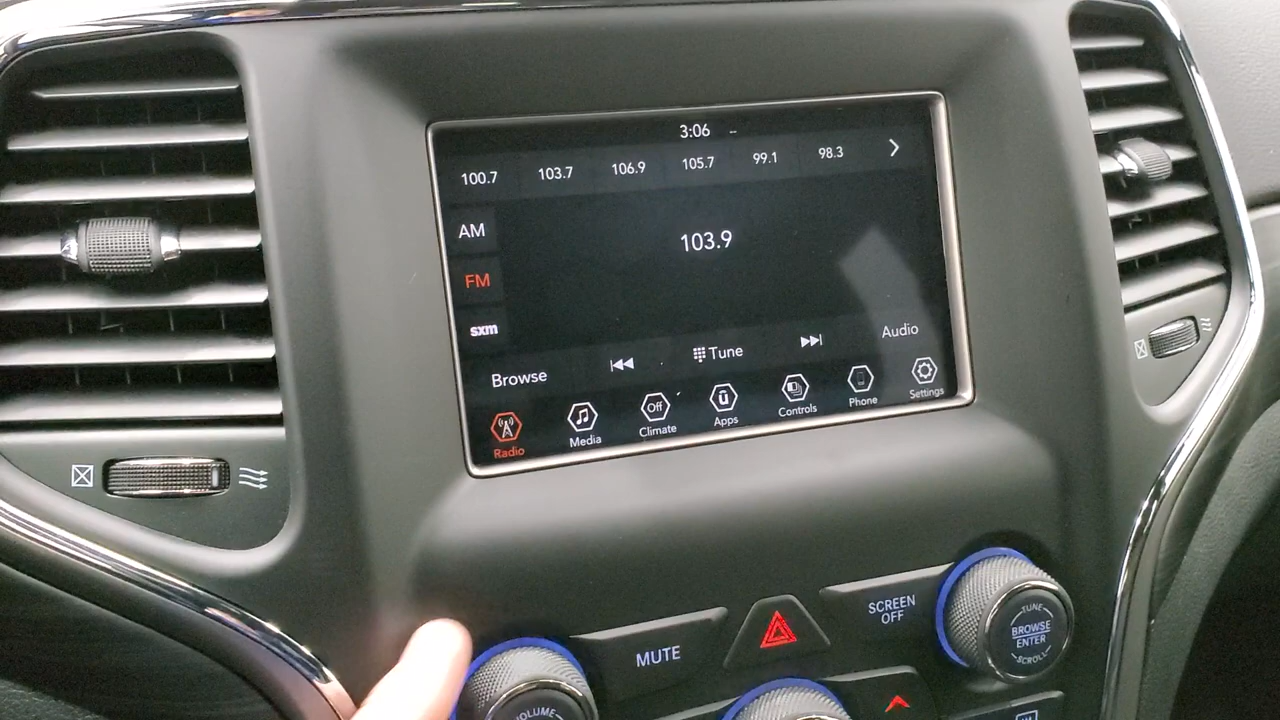 3:06 --
100.7 103.7 106.9 105.7 99.1 98.3
AM
103.9
FM
sxm
Browse Tune Audio
Radio Media Off Climate ū Apps Controls Phone Settings
MUTE
SCREEN
OFF
TUNE
BROWSE
ENTER
SCROLL
VOLUME